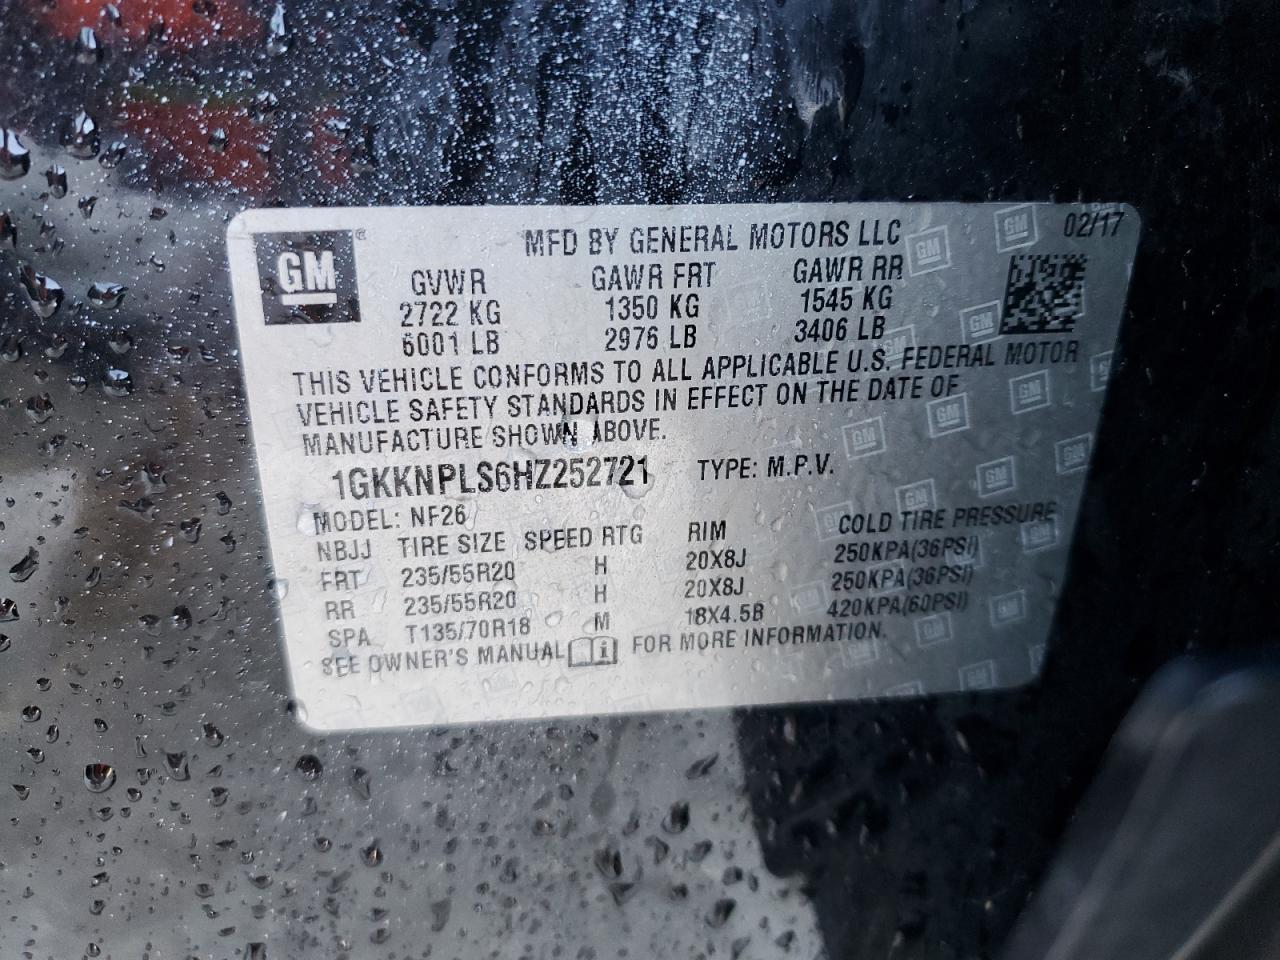 GM ®
MFD BY GENERAL MOTORS LLC 02/17
GVWR GAWR FRT GAWR RR
2722 KG 1350 KG 1545 KG
6001 LB 2976 LB 3406 LB
THIS VEHICLE CONFORMS TO ALL APPLICABLE U.S. FEDERAL MOTOR
VEHICLE SAFETY STANDARDS IN EFFECT ON THE DATE OF
MANUFACTURE SHOWN ABOVE.
1GKKNPLS6HZ252721 TYPE: M.P.V.
MODEL: NF26
NBJJ TIRE SIZE SPEED RTG RIM COLD TIRE PRESSURE
FRT 235/55R20 H 20X8J 250KPA(36PSI)
RR 235/55R20 H 20X8J 250KPA(36PSI)
SPA T135/70R18 M 18X4.5B 420KPA(60PSI)
SEE OWNER'S MANUAL i FOR MORE INFORMATION.